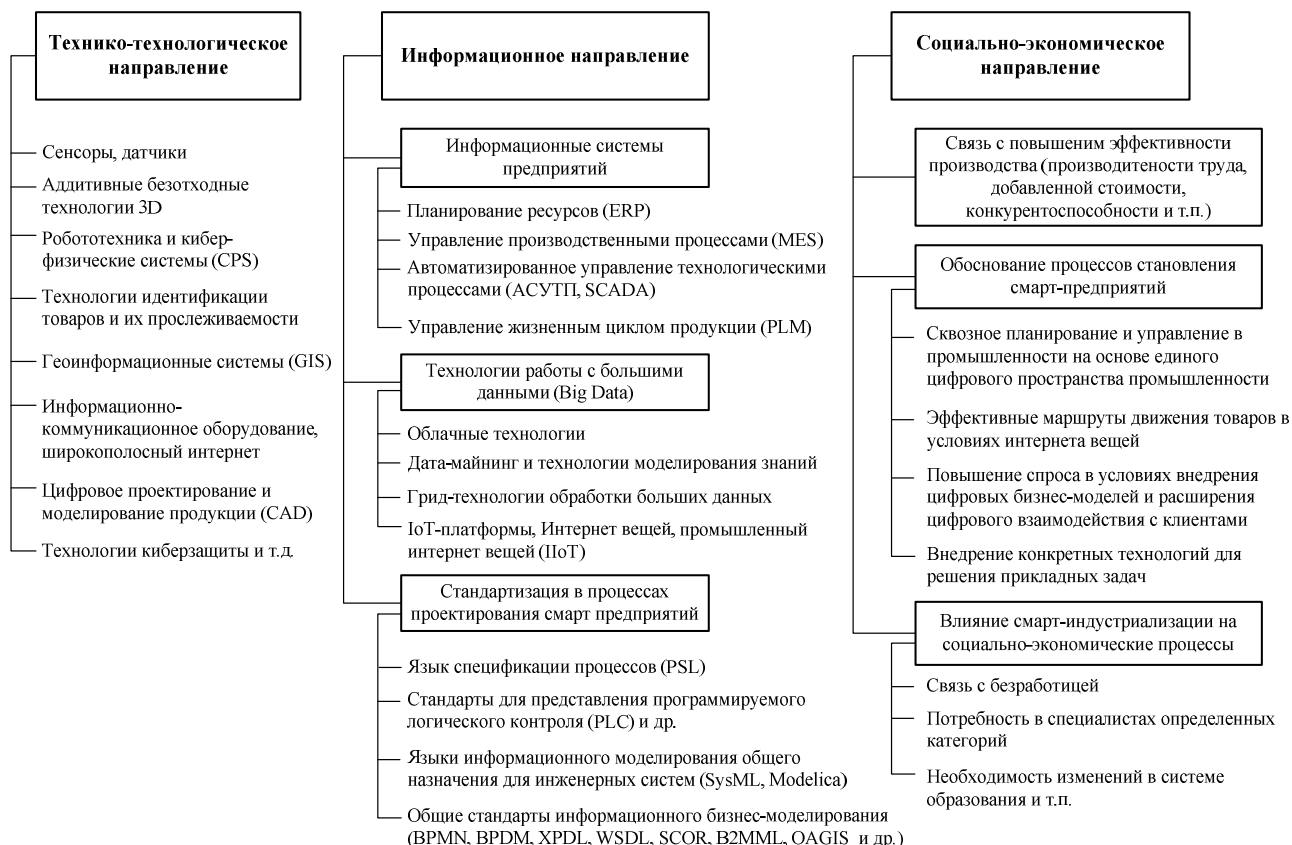 Технико-технологическое
направление
Сенсоры, датчики
Аддитивные безотходные
технологии 3D
Робототехника и кибер-
физические системы (CPS)
Технологии идентификации
товаров и их прослеживаемости
Геоинформационные системы (GIS)
Информационно-
коммуникационное оборудование,
широкополосный интернет
Цифровое проектирование и
моделирование продукции (CAD)
Технологии киберзащиты и т.д.
Информационное направление
Информационные системы
предприятий
Планирование ресурсов (ERP)
Управление производственными процессами (MES)
Автоматизированное управление технологическими
процессами (АСУТП, SCADA)
Управление жизненным циклом продукции (PLM)
Технологии работы с большими
данными (Big Data)
Облачные технологии
Дата-майнинг и технологии моделирования знаний
Грид-технологии обработки больших данных
IoT-платформы, Интернет вещей, промышленный
интернет вещей (IIoT)
Стандартизация в процессах
проектирования смарт предприятий
Язык спецификации процессов (PSL)
Стандарты для представления программируемого
логического контроля (PLC) и др.
Языки информационного моделирования общего
назначения для инженерных систем (SysML, Modelica)
Общие стандарты информационного бизнес-моделирования
(BPMN, BPDM, XPDL, WSDL, SCOR, B2MML, OAGIS и др.)
Социально-экономическое
направление
Связь с повышеним эффективности
производства (производитености труда,
добавленной стоимости,
конкурентоспособности и т.п.)
Обоснование процессов становления
смарт-предприятий
Сквозное планирование и управление в
промышленности на основе единого
цифрового пространства промышленности
Эффективные маршруты движения товаров в
условиях интернета вещей
Повышение спроса в условиях внедрения
цифровых бизнес-моделей и расширения
цифрового взаимодействия с клиентами
Внедрение конкретных технологий для
решения прикладных задач
Влияние смарт-индустриализации на
социально-экономические процессы
Связь с безработицей
Потребность в специалистах определенных
категорий
Необходимость изменений в системе
образования и т.п.